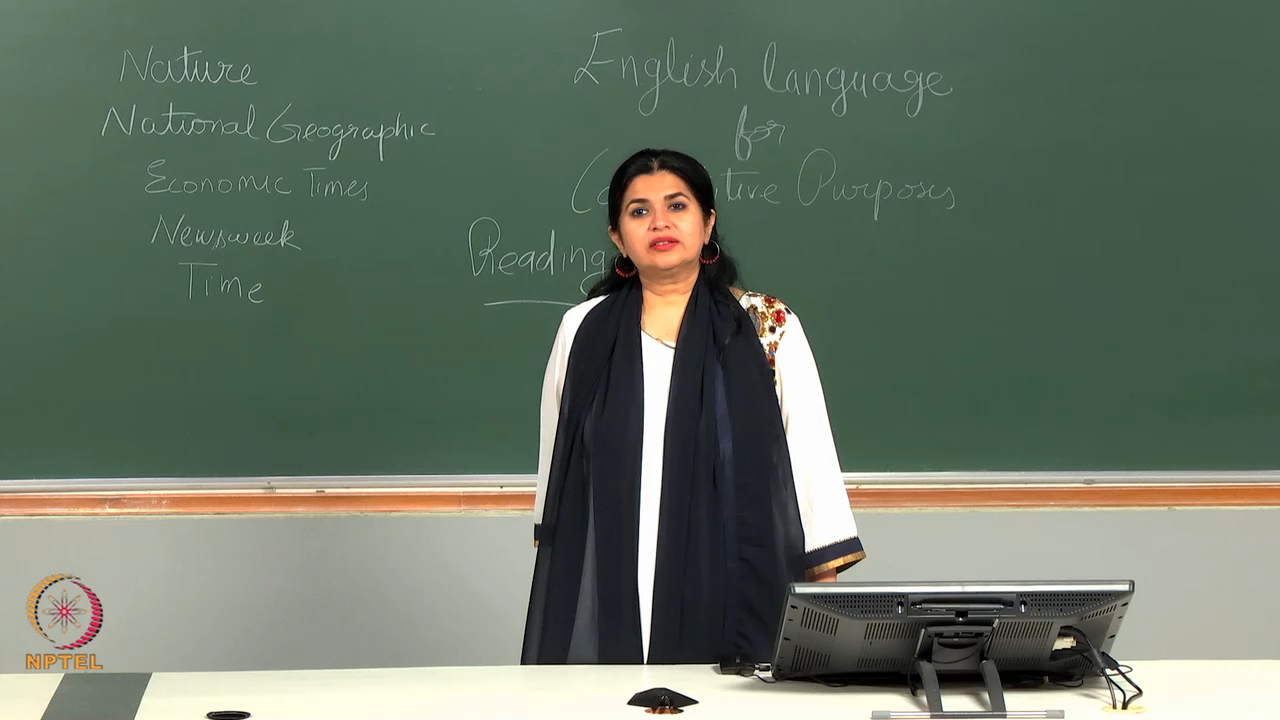 Nature
National Geographic
Economic Times
Newsweek
Time
English language
for
Purposes
Reading
NPTEL